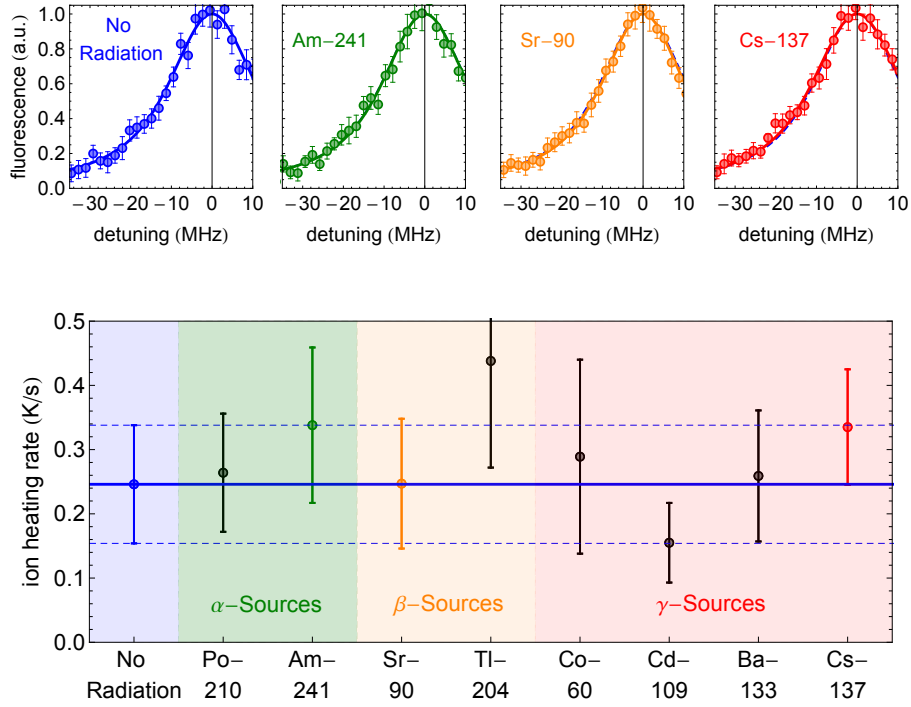 fluorescence (a.u.)
1.0
0.8
0.6
0.4
0.2
0.0
No
Radiation
Am−241
Sr−90
Cs−137
−30 −20 −10 0 10
−30 −20 −10 0 10
−30 −20 −10 0 10
−30 −20 −10 0 10
detuning (MHz)
detuning (MHz)
detuning (MHz)
detuning (MHz)
ion heating rate (K/s)
0.5
0.4
0.3
0.2
0.1
0.0
α−Sources
β−Sources
γ−Sources
No
Radiation
Po−
210
Am−
241
Sr−
90
Tl−
204
Co−
60
Cd−
109
Ba−
133
Cs−
137